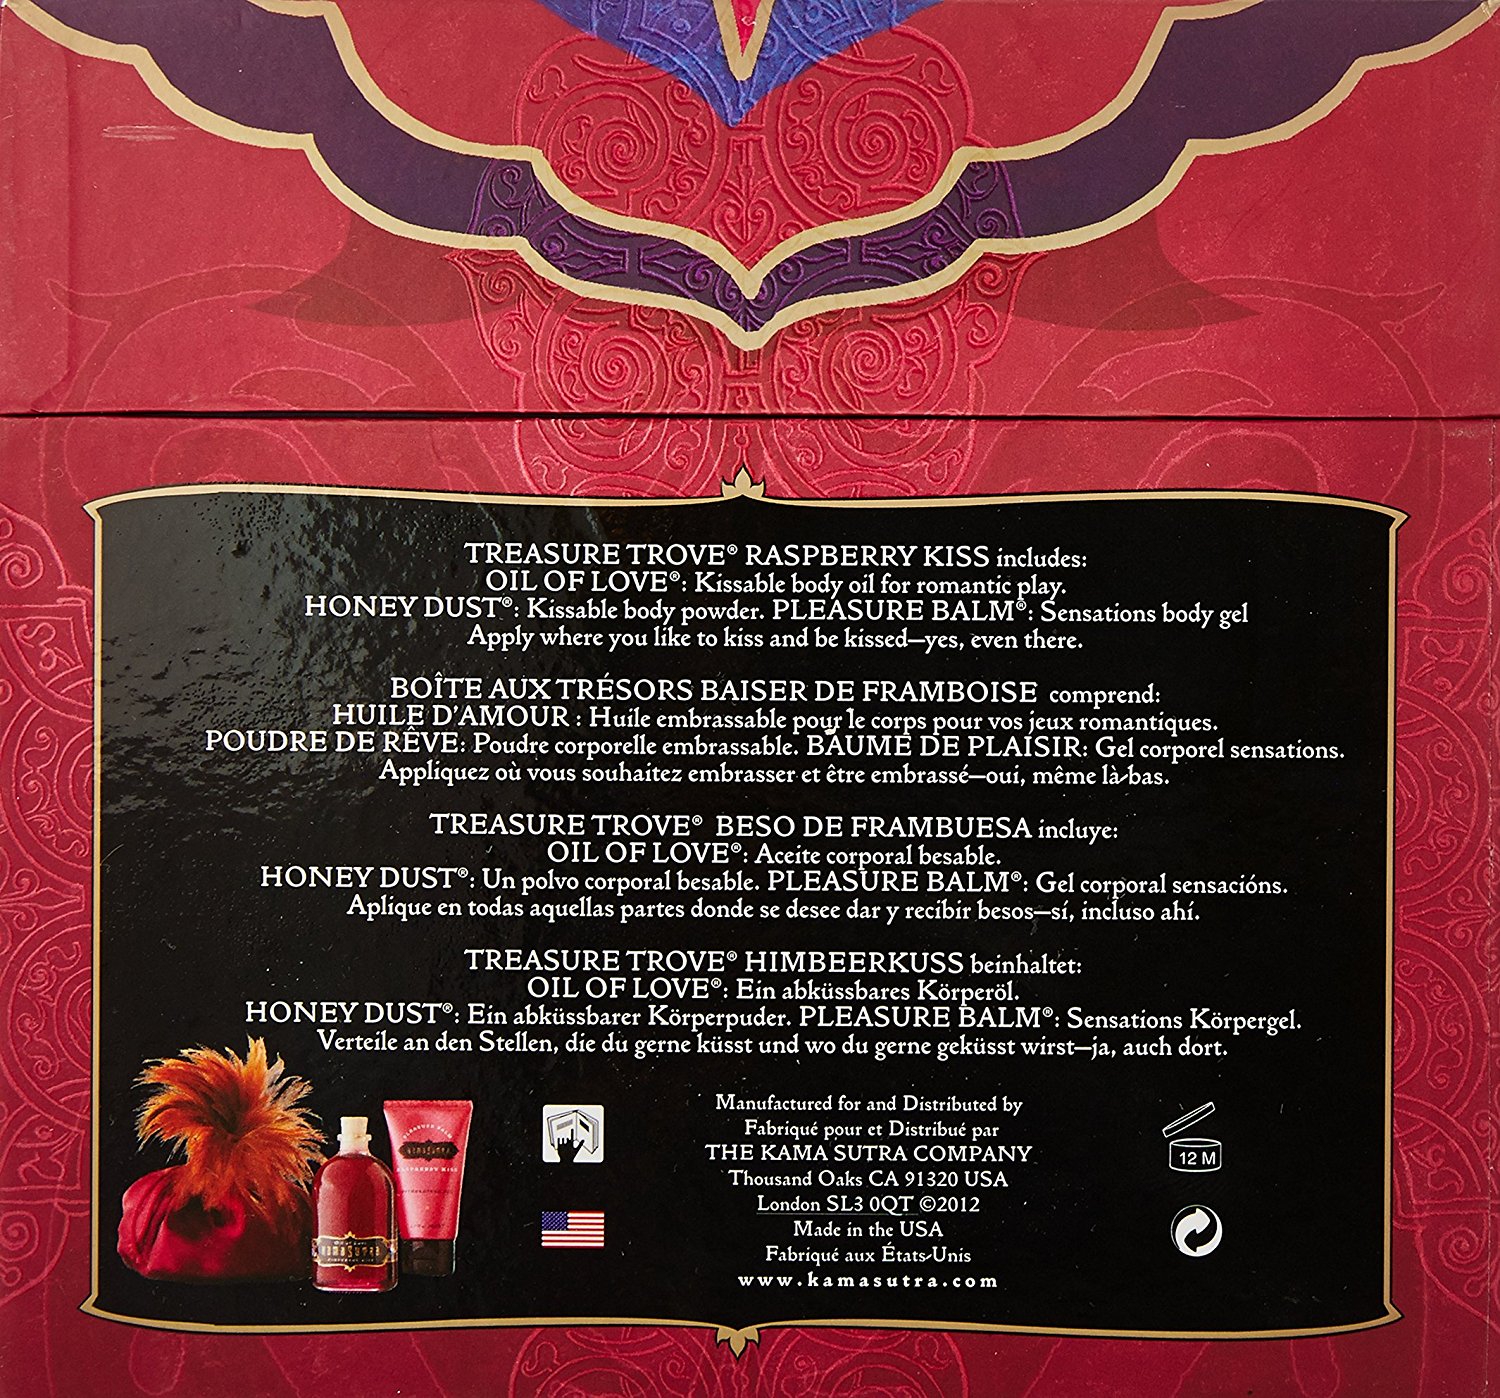 TREASURE TROVE® RASPBERRY KISS includes:
OIL OF LOVE®: Kissable body oil for romantic play.
HONEY DUST®: Kissable body powder. PLEASURE BALM®: Sensations body gel
Apply where you like to kiss and be kissed—yes, even there.
BOÎTE AUX TRÉSORS BAISER DE FRAMBOISE comprend:
HUILE D'AMOUR : Huile embrassable pour le corps pour vos jeux romantiques.
POUDRE DE RÊVE: Poudre corporelle embrassable. BAUME DE PLAISIR: Gel corporel sensations.
Appliquez où vous souhaitez embrasser et être embrassé—oui, même là-bas.
TREASURE TROVE® BESO DE FRAMBUESA incluye:
OIL OF LOVE®: Aceite corporal besable.
HONEY DUST®: Un polvo corporal besable. PLEASURE BALM®: Gel corporal sensacións.
Aplique en todas aquellas partes donde se desee dar y recibir besos—sí, incluso ahí.
TREASURE TROVE® HIMBEERKUSS beinhaltet:
OIL OF LOVE®: Ein abküssbares Körperöl.
HONEY DUST®: Ein abküssbarer Körperpuder. PLEASURE BALM®: Sensations Körpergel.
Verteile an den Stellen, die du gerne küsst und wo du gerne geküsst wirst—ja, auch dort.
PLEASURE BALM
KAMASUTRA
RASPBERRY KISS
KAMASUTRA
Manufactured for and Distributed by
Fabriqué pour et Distribué par
THE KAMA SUTRA COMPANY
Thousand Oaks CA 91320 USA
London SL3 0QT ©2012
Made in the USA
Fabriqué aux États-Unis
www.kamasutra.com
12 M